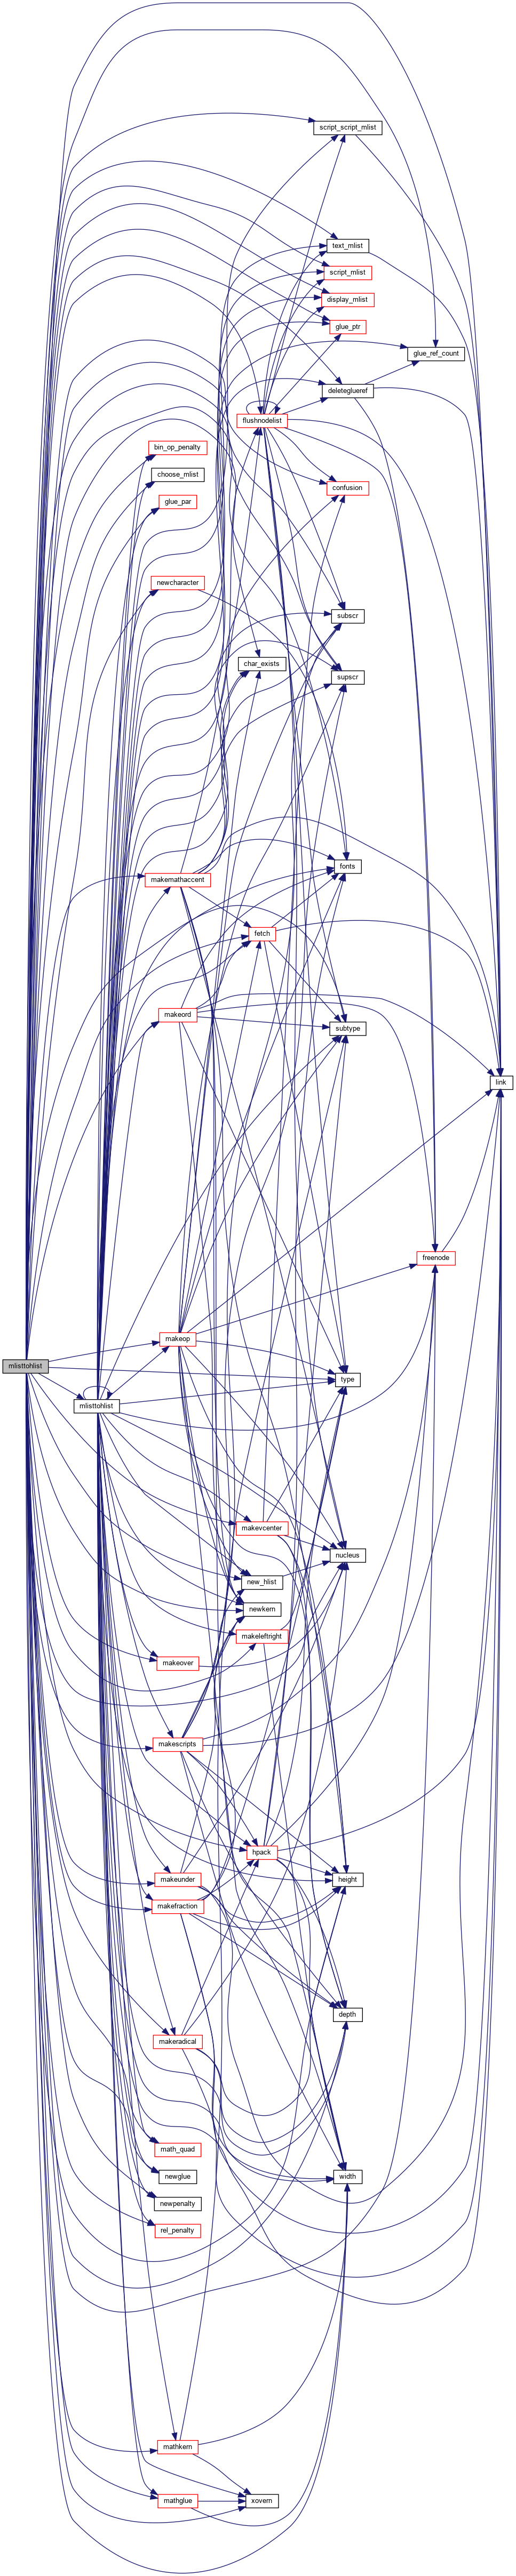 script_script_mlist
text_mlist
script_mlist
display_mlist
glue_ptr
glue_ref_count
deleteglueref
flushnodelist
bin_op_penalty
choose_mlist
confusion
glue_par
newcharacter
subscr
char_exists
supscr
fonts
makemathaccent
fetch
makeord
subtype
link
freenode
makeop
mlisttohlist
type
mlisttohlist
makevcenter
nucleus
new_hlist
newkern
makeleftright
makeover
makescripts
hpack
makeunder
height
makefraction
depth
makeradical
math_quad
newglue
width
newpenalty
rel_penalty
mathkern
mathglue
xovern